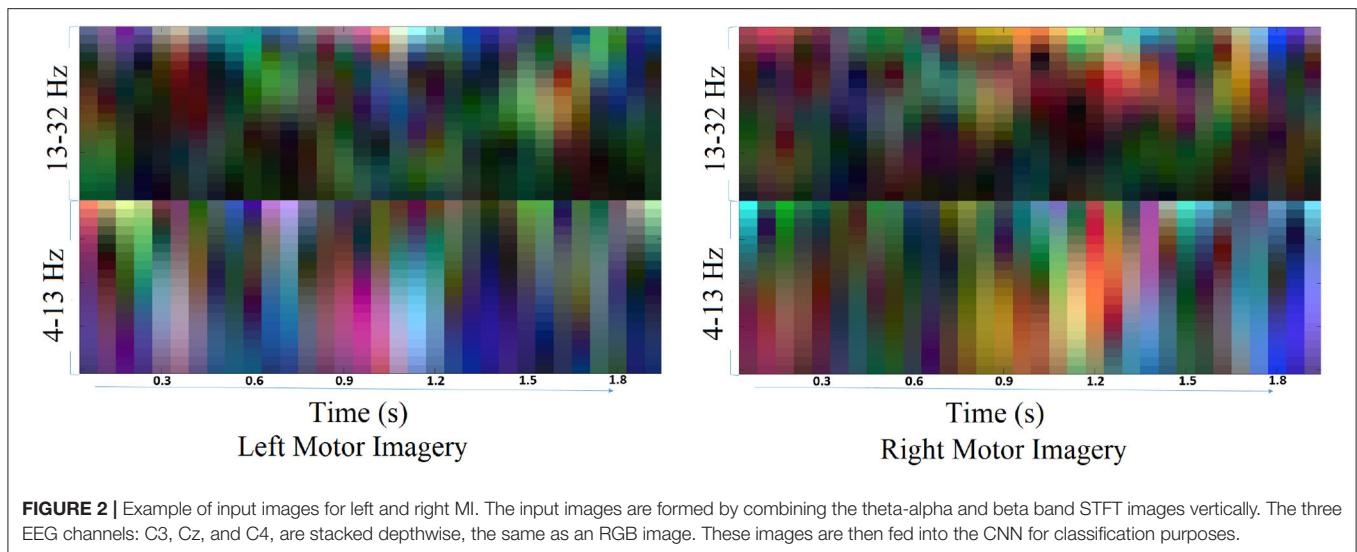 13-32 Hz
4-13 Hz
0.3 0.6 0.9 1.2 1.5 1.8
Time (s)
Left Motor Imagery
13-32 Hz
4-13 Hz
0.3 0.6 0.9 1.2 1.5 1.8
Time (s)
Right Motor Imagery
FIGURE 2 | Example of input images for left and right MI. The input images are formed by combining the theta-alpha and beta band STFT images vertically. The three
EEG channels: C3, Cz, and C4, are stacked depthwise, the same as an RGB image. These images are then fed into the CNN for classification purposes.